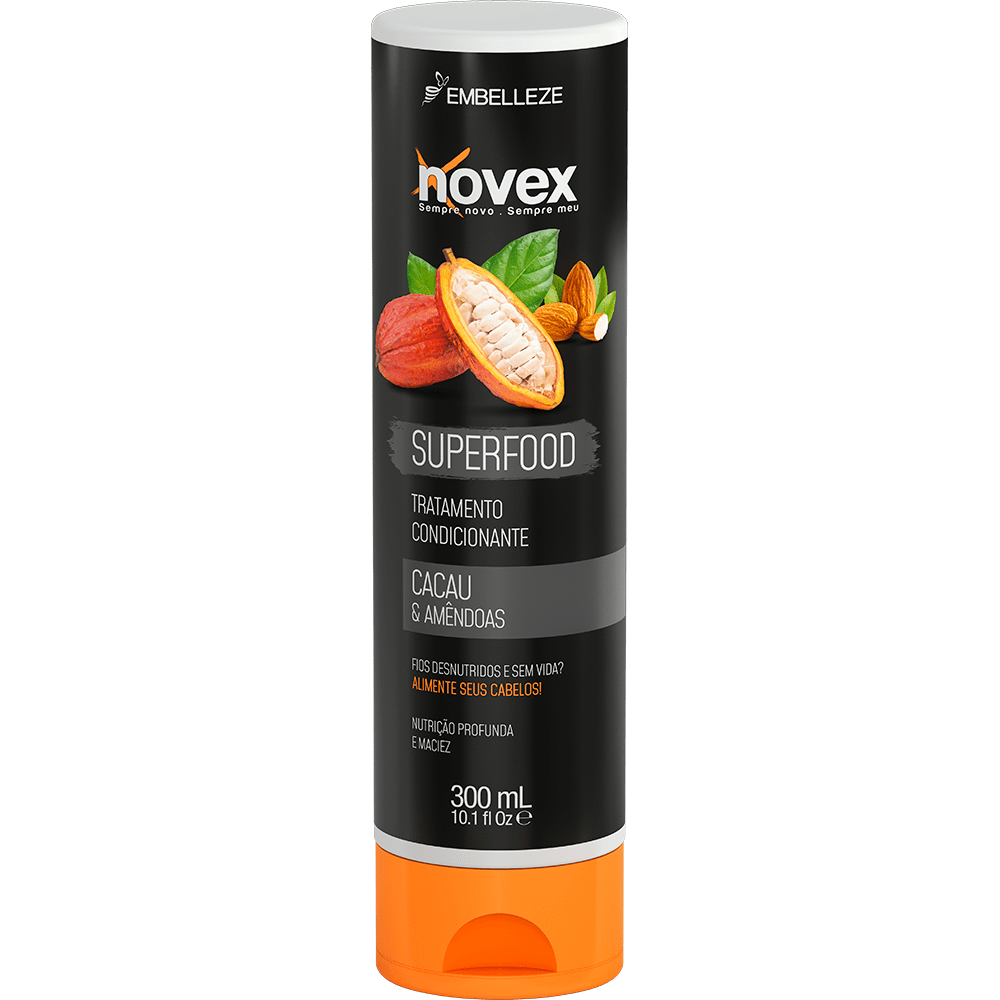 EMBELLEZE
novex
Sempre novo . Sempre meu
SUPERFOOD
TRATAMENTO
CONDICIONANTE
CACAU
& AMÊNDOAS
FIOS DESNUTRIDOS E SEM VIDA?
ALIMENTE SEUS CABELOS!
NUTRIÇÃO PROFUNDA
E MACIEZ
300 mL
10.1 fl Oz ℮